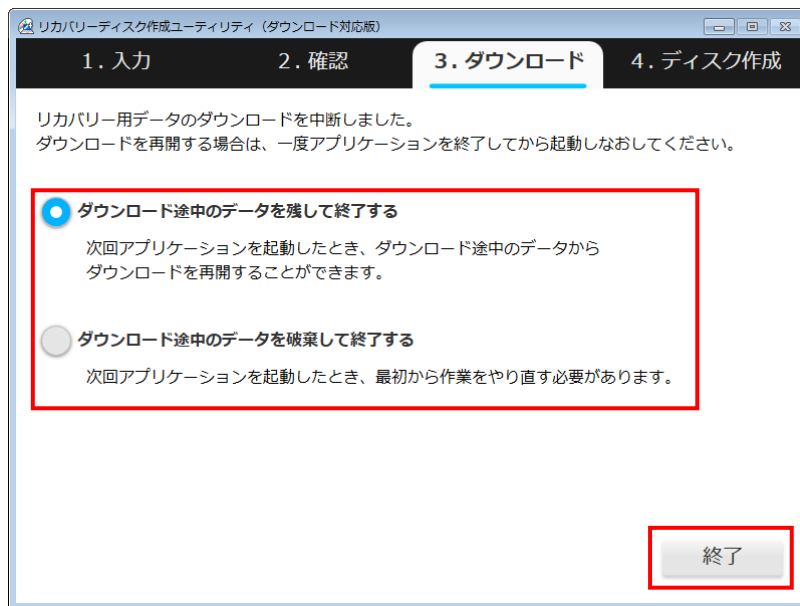 リカバリーディスク作成ユーティリティ（ダウンロード対応版）
1. 入力
2. 確認
3. ダウンロード
4. ディスク作成
リカバリー用データのダウンロードを中断しました。
ダウンロードを再開する場合は、一度アプリケーションを終了してから起動しなおしてください。
ダウンロード途中のデータを残して終了する
次回アプリケーションを起動したとき、ダウンロード途中のデータから
ダウンロードを再開することができます。
ダウンロード途中のデータを破棄して終了する
次回アプリケーションを起動したとき、最初から作業をやり直す必要があります。
終了